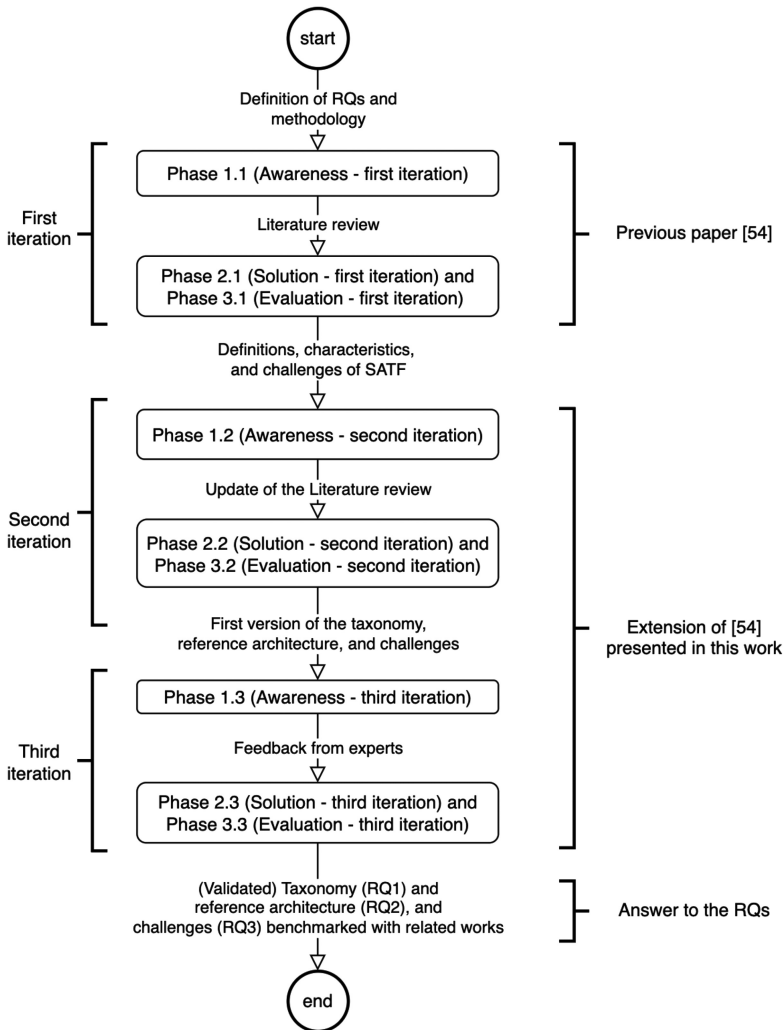 start
Definition of RQs and
methodology
Phase 1.1 (Awareness - first iteration)
First
iteration
Literature review
Previous paper [54]
Phase 2.1 (Solution - first iteration) and
Phase 3.1 (Evaluation - first iteration)
Definitions, characteristics,
and challenges of SATF
Phase 1.2 (Awareness - second iteration)
Update of the Literature review
Second
iteration
Phase 2.2 (Solution - second iteration) and
Phase 3.2 (Evaluation - second iteration)
First version of the taxonomy,
reference architecture, and challenges
Extension of [54]
presented in this work
Phase 1.3 (Awareness - third iteration)
Third
iteration
Feedback from experts
Phase 2.3 (Solution - third iteration) and
Phase 3.3 (Evaluation - third iteration)
(Validated) Taxonomy (RQ1) and
reference architecture (RQ2), and
challenges (RQ3) benchmarked with related works
Answer to the RQs
end